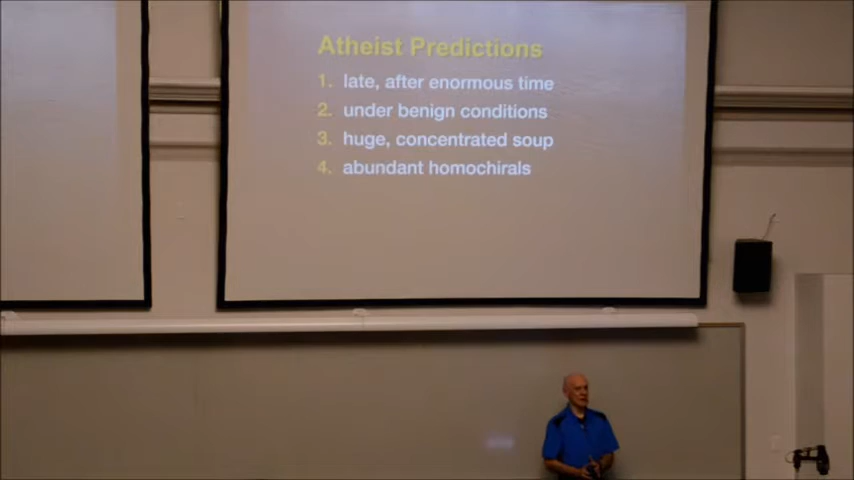 Atheist Predictions
1. late, after enormous time
2. under benign conditions
3. huge, concentrated soup
4. abundant homochirals